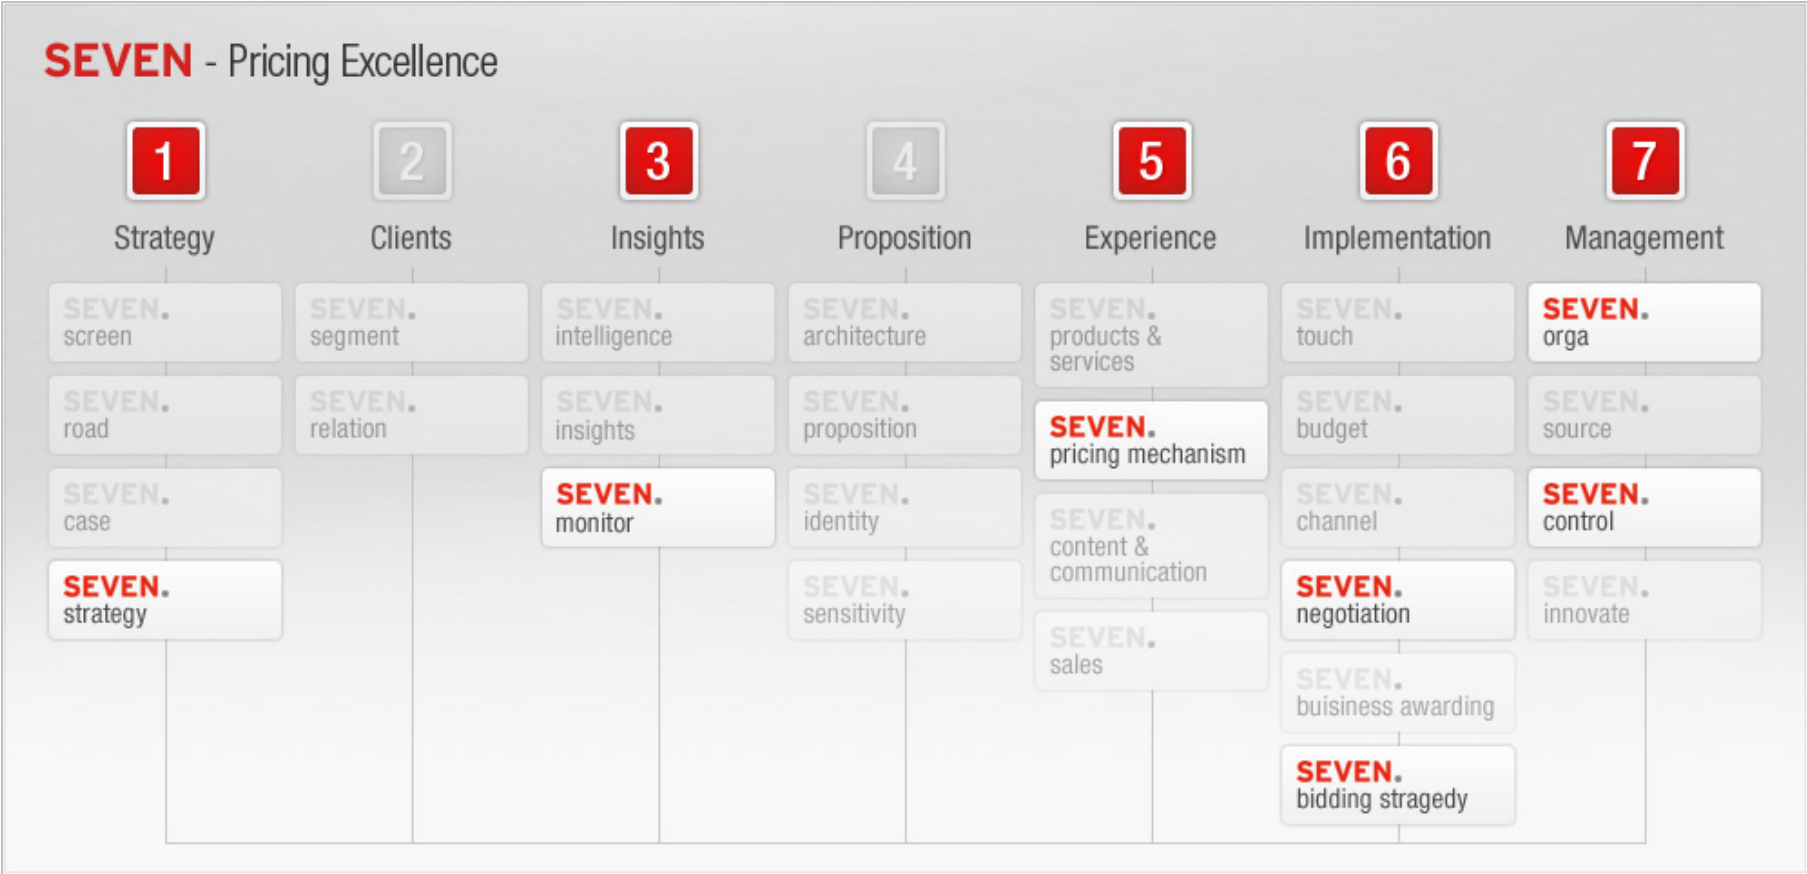 SEVEN - Pricing Excellence
1
2
3
4
5
6
7
Strategy
Clients
Insights
Proposition
Experience
Implementation
Management
SEVEN.
screen
SEVEN.
road
SEVEN.
case
SEVEN.
strategy
SEVEN.
segment
SEVEN.
relation
SEVEN.
intelligence
SEVEN.
insights
SEVEN.
monitor
SEVEN.
architecture
SEVEN.
proposition
SEVEN.
identity
SEVEN.
sensitivity
SEVEN.
products &
services
SEVEN.
pricing mechanism
SEVEN.
content &
communication
SEVEN.
sales
SEVEN.
touch
SEVEN.
budget
SEVEN.
channel
SEVEN.
negotiation
SEVEN.
buisiness awarding
SEVEN.
bidding stragedy
SEVEN.
orga
SEVEN.
source
SEVEN.
control
SEVEN.
innovate